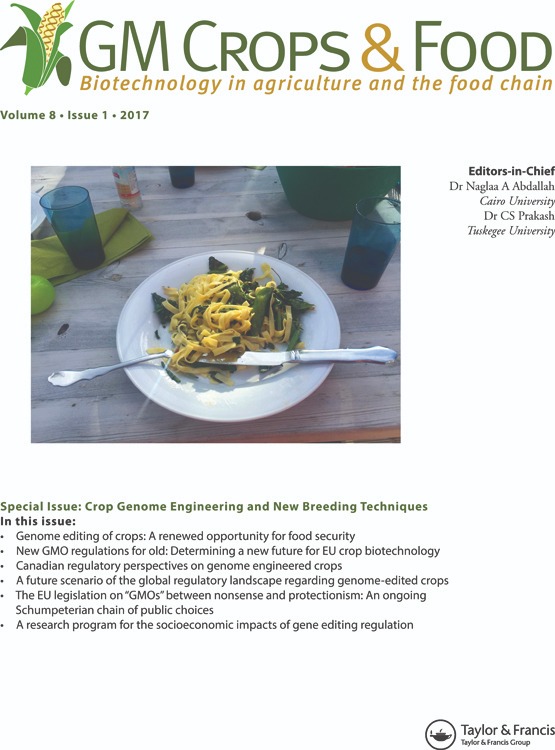 GM CROPS & FOOD
Biotechnology in agriculture and the food chain
Volume 8 • Issue 1 • 2017
Editors-in-Chief
Dr Naglaa A Abdallah
Cairo University
Dr CS Prakash
Tuskegee University
Special Issue: Crop Genome Engineering and New Breeding Techniques
In this issue:
• Genome editing of crops: A renewed opportunity for food security
• New GMO regulations for old: Determining a new future for EU crop biotechnology
• Canadian regulatory perspectives on genome engineered crops
• A future scenario of the global regulatory landscape regarding genome-edited crops
• The EU legislation on “GMOs” between nonsense and protectionism: An ongoing
Schumpeterian chain of public choices
• A research program for the socioeconomic impacts of gene editing regulation
Taylor & Francis
Taylor & Francis Group